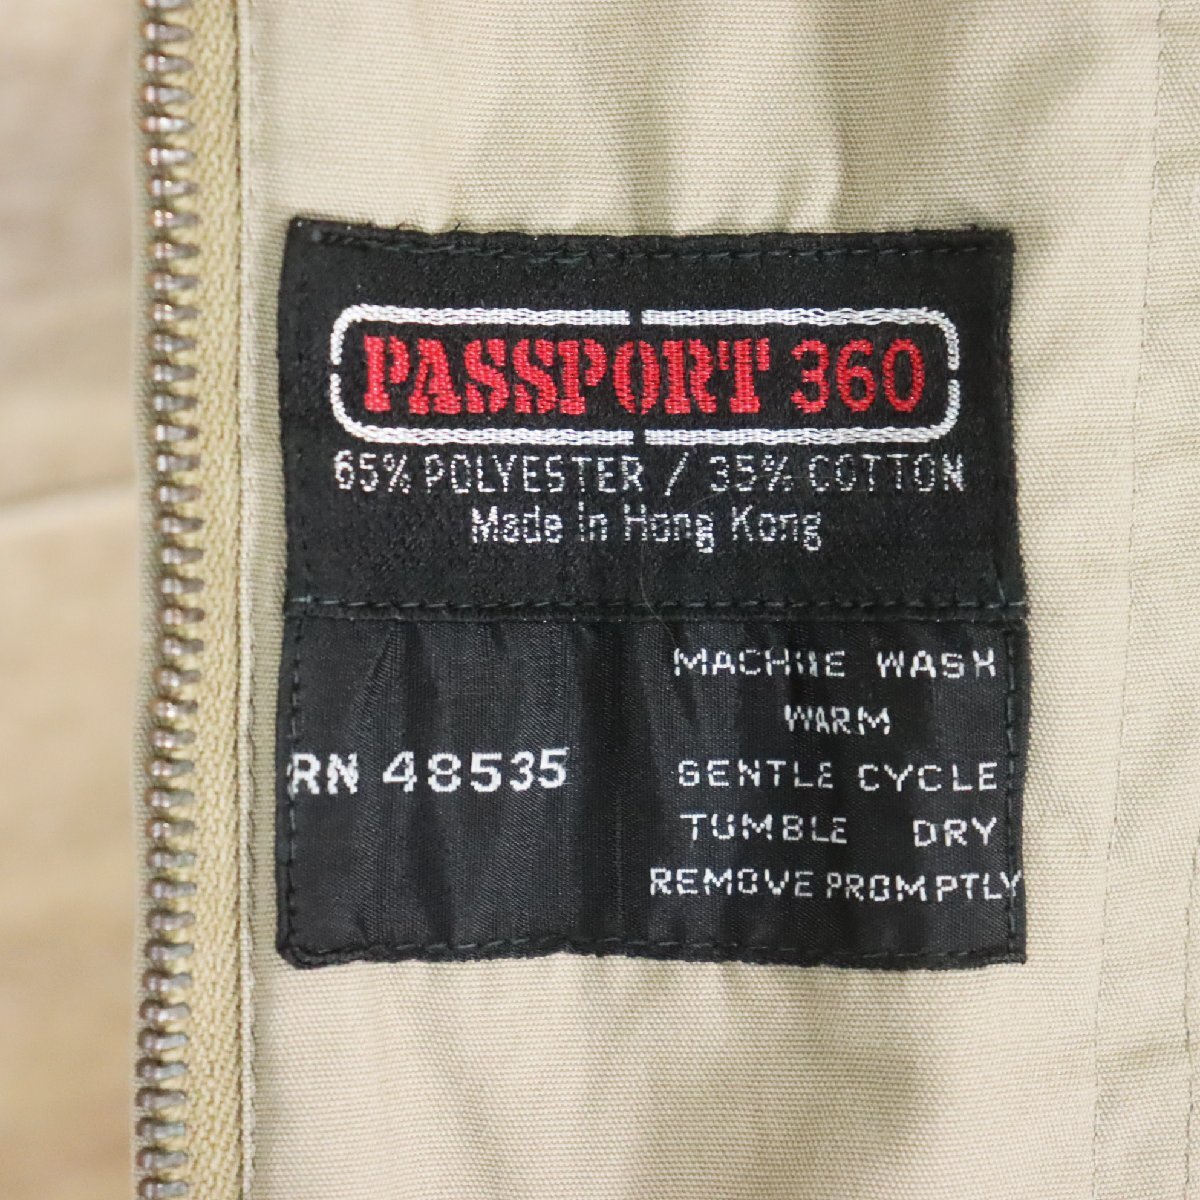 PASSPORT 360
65% POLYESTER / 35% COTTON
Made in Hong Kong
RN 48535
MACHINE WASH
WARM
GENTLE CYCLE
TUMBLE DRY
REMOVE PROMPTLY